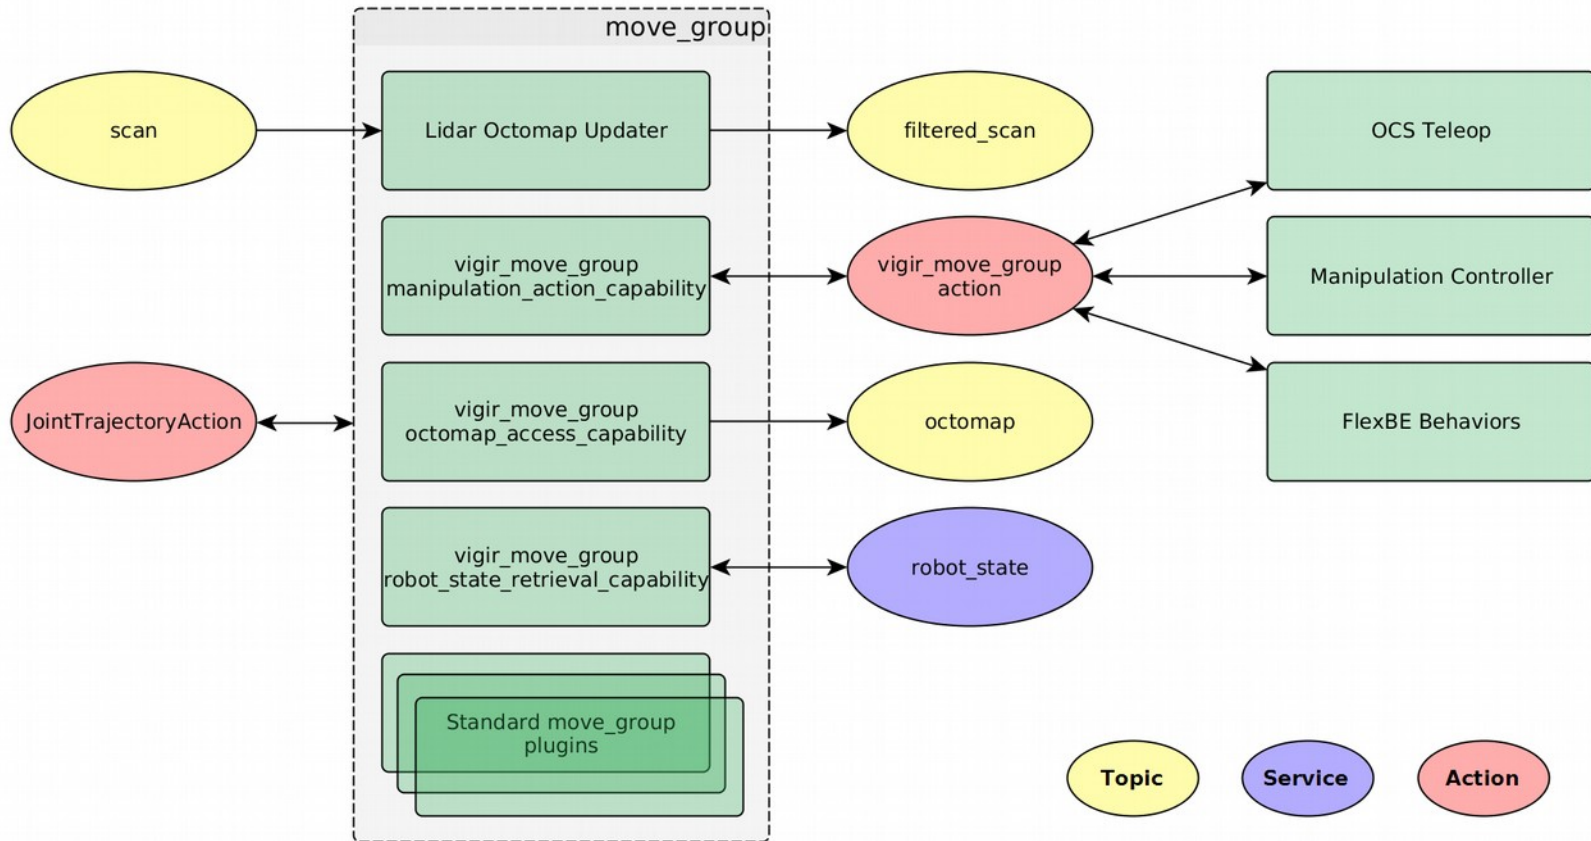 move_group
scan
Lidar Octomap Updater
filtered_scan
OCS Teleop
vigir_move_group
manipulation_action_capability
vigir_move_group
action
Manipulation Controller
JointTrajectoryAction
vigir_move_group
octomap_access_capability
octomap
FlexBE Behaviors
vigir_move_group
robot_state_retrieval_capability
robot_state
Standard move_group
plugins
Topic
Service
Action